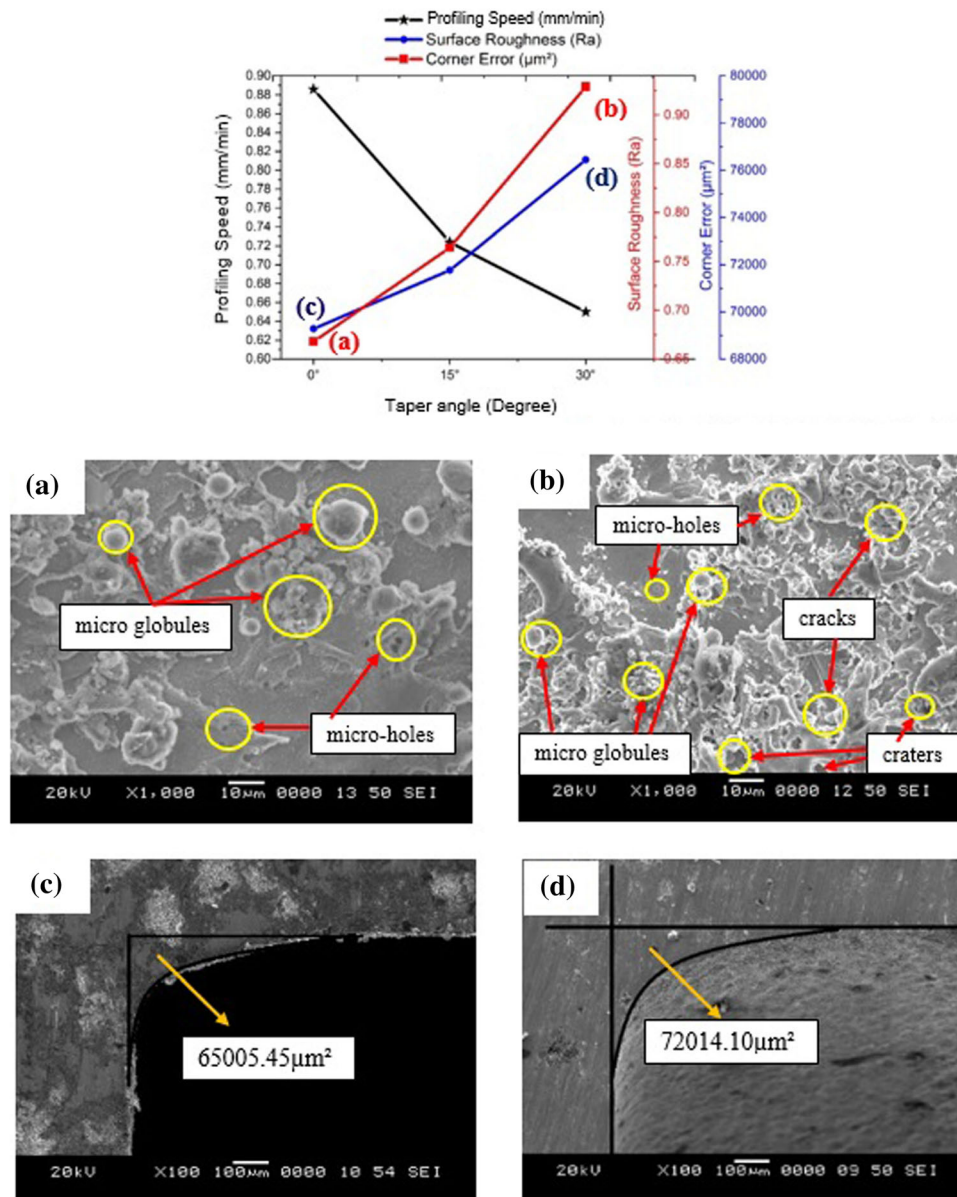 Profiling Speed (mm/min)
Surface Roughness (Ra)
Corner Error (µm²)
0.90
0.88
0.86
0.84
0.82
0.80
0.78
0.76
0.74
0.72
0.70
0.68
0.66
0.64
0.62
0.60
Profiling Speed (mm/min)
(a)
(b)
(c)
(d)
0°
15°
30°
Taper angle (Degree)
0.90
0.85
0.90
0.75
0.70
0.65
Surface Roughness (Ra)
80000
78000
76000
74000
72000
70000
68000
Corner Error (µm²)
(a)
micro globules
micro-holes
20kV X1,000 10µm 0000 13 50 SEI
(b)
micro-holes
cracks
micro globules
craters
20kV X1,000 10µm 0000 12 50 SEI
(c)
65005.45µm²
20kV X100 100µm 0000 10 54 SEI
(d)
72014.10µm²
20kV X100 100µm 0000 09 50 SEI